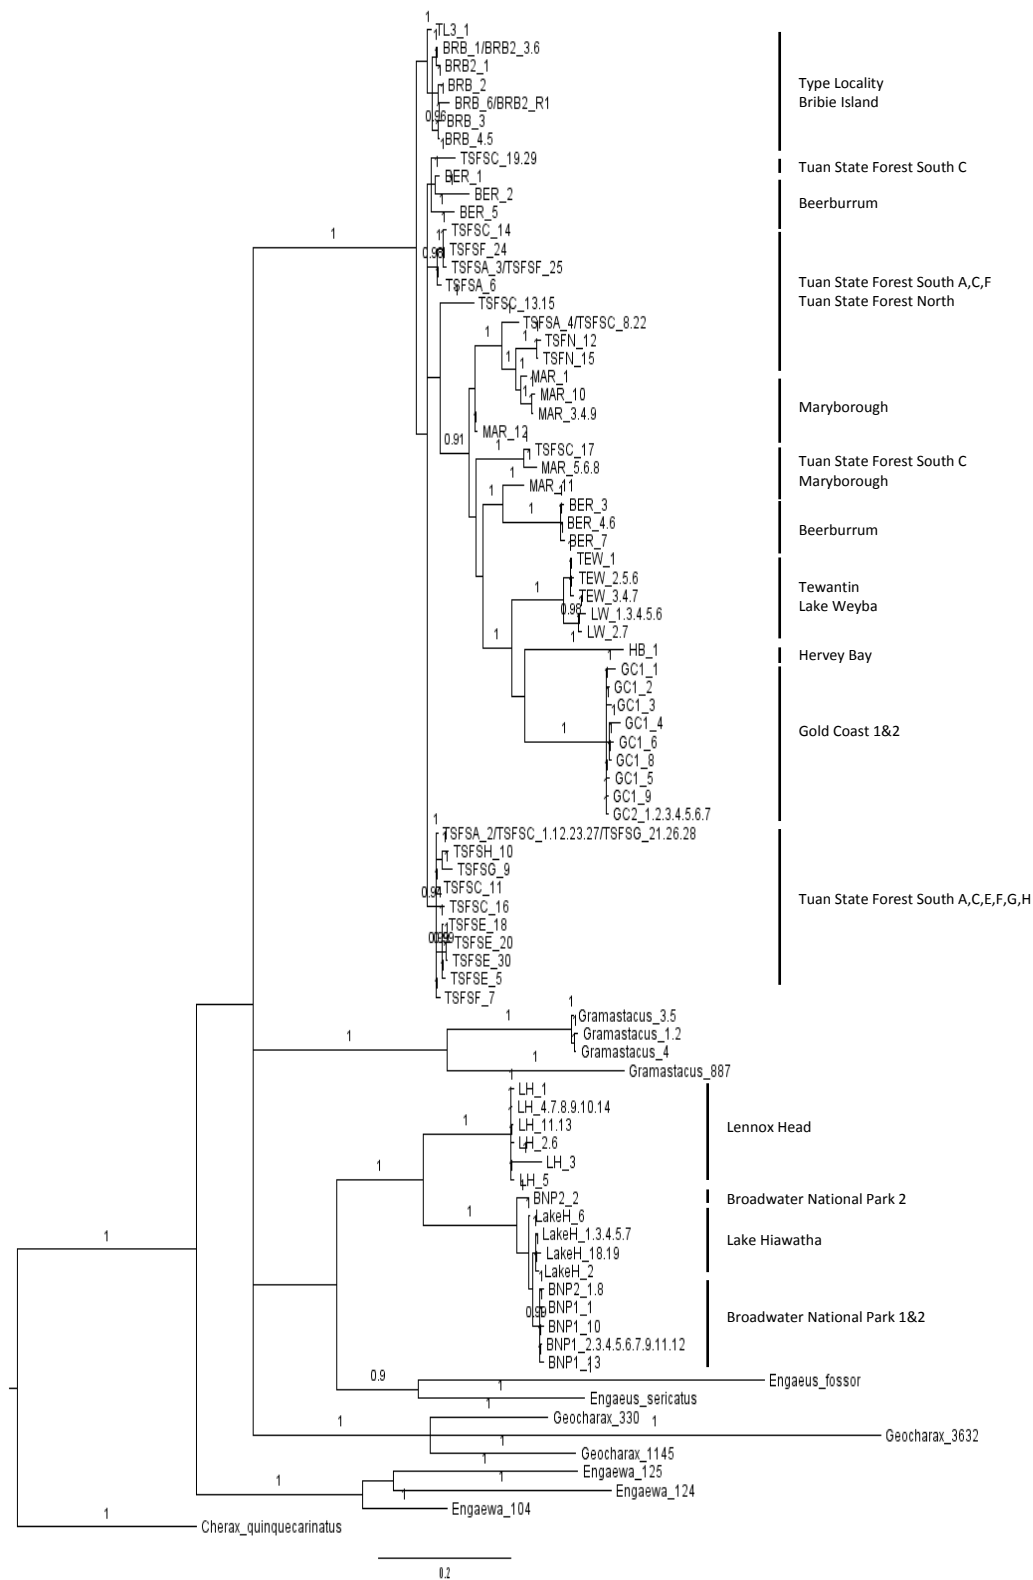 1
TL3_1
BRB_1/BRB2_3.6
BRB2_1
BRB_2
BRB_6/BRB2_R1
BRB_3
BRB_4.5
Type Locality
Bribie Island
TSFSC_19.29
Tuan State Forest South C
BER_1
BER_2
BER_5
Beerburrum
1
TSFSC_14
TSFSF_24
TSFSA_3/TSFSF_25
TSFSA_6
TSFSC_13.15
TSFSA_4/TSFSC_8.22
TSFN_12
TSFN_15
Tuan State Forest South A,C,F
Tuan State Forest North
MAR_1
MAR_10
MAR_3.4.9
MAR_12
Maryborough
0.91
TSFSC_17
MAR_5.6.8
MAR_11
Tuan State Forest South C
Maryborough
BER_3
BER_4.6
BER_7
Beerburrum
TEW_1
TEW_2.5.6
TEW_3.4.7
LW_1.3.4.5.6
LW_2.7
Tewantin
Lake Weyba
HB_1
Hervey Bay
GC1_1
GC1_2
GC1_3
GC1_4
GC1_6
GC1_8
GC1_5
GC1_9
GC2_1.2.3.4.5.6.7
Gold Coast 1&2
TSFSA_2/TSFSC_1.12.23.27/TSFSG_21.26.28
TSFSH_10
TSFSG_9
TSFSC_11
TSFSC_16
TSFSE_18
TSFSE_20
TSFSE_30
TSFSE_5
TSFSF_7
Tuan State Forest South A,C,E,F,G,H
Gramastacus_3.5
Gramastacus_1.2
Gramastacus_4
Gramastacus_887
LH_1
LH_4.7.8.9.10.14
LH_11.13
LH_2.6
LH_3
LH_5
Lennox Head
BNP2_2
Broadwater National Park 2
LakeH_6
LakeH_1.3.4.5.7
LakeH_18.19
LakeH_2
Lake Hiawatha
BNP2_1.8
BNP1_1
BNP1_10
BNP1_2.3.4.5.6.7.9.11.12
BNP1_13
Broadwater National Park 1&2
0.9
Engaeus_fossor
Engaeus_sericatus
Geocharax_330
Geocharax_3632
Geocharax_1145
Engaewa_125
Engaewa_124
Engaewa_104
Cherax_quinquecarinatus
0.2